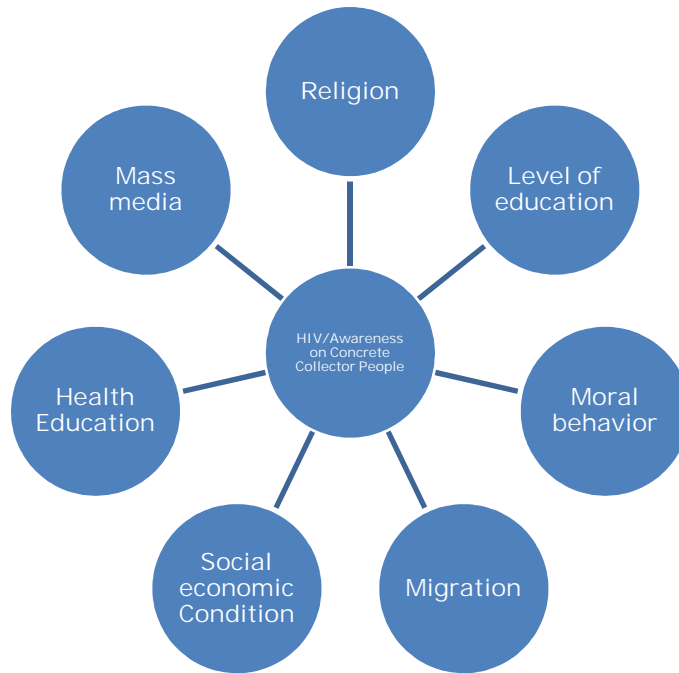 Religion
Level of
education
Moral
behavior
Migration
Social
economic
Condition
Health
Education
Mass
media
HIV/Awareness
on Concrete
Collector People